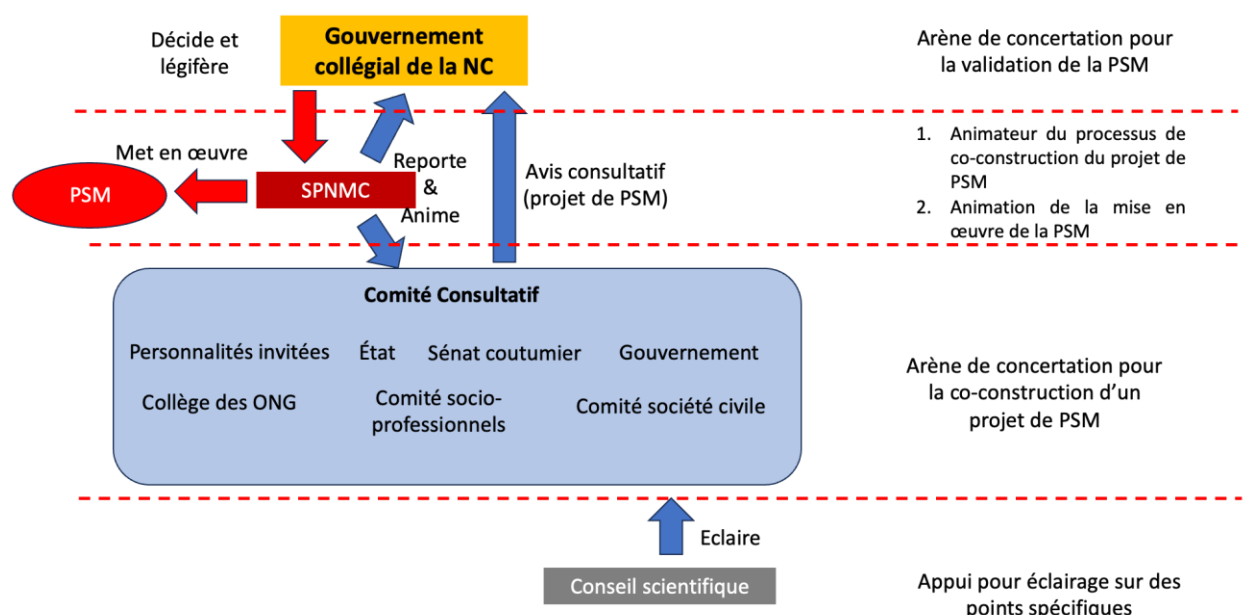 Décide et
légifère
Gouvernement
collégial de la NC
Arène de concertation pour
la validation de la PSM
Met en œuvre
PSM
SPNMC
Reporte
&
Anime
Avis consultatif
(projet de PSM)
1. Animateur du processus de
co-construction du projet de
PSM
2. Animation de la mise en
œuvre de la PSM
Comité Consultatif
Personnalités invitées
État
Sénat coutumier
Gouvernement
Collège des ONG
Comité socio-
professionnels
Comité société civile
Arène de concertation pour
la co-construction d’un
projet de PSM
Eclaire
Conseil scientifique
Appui pour éclairage sur des
points spécifiques